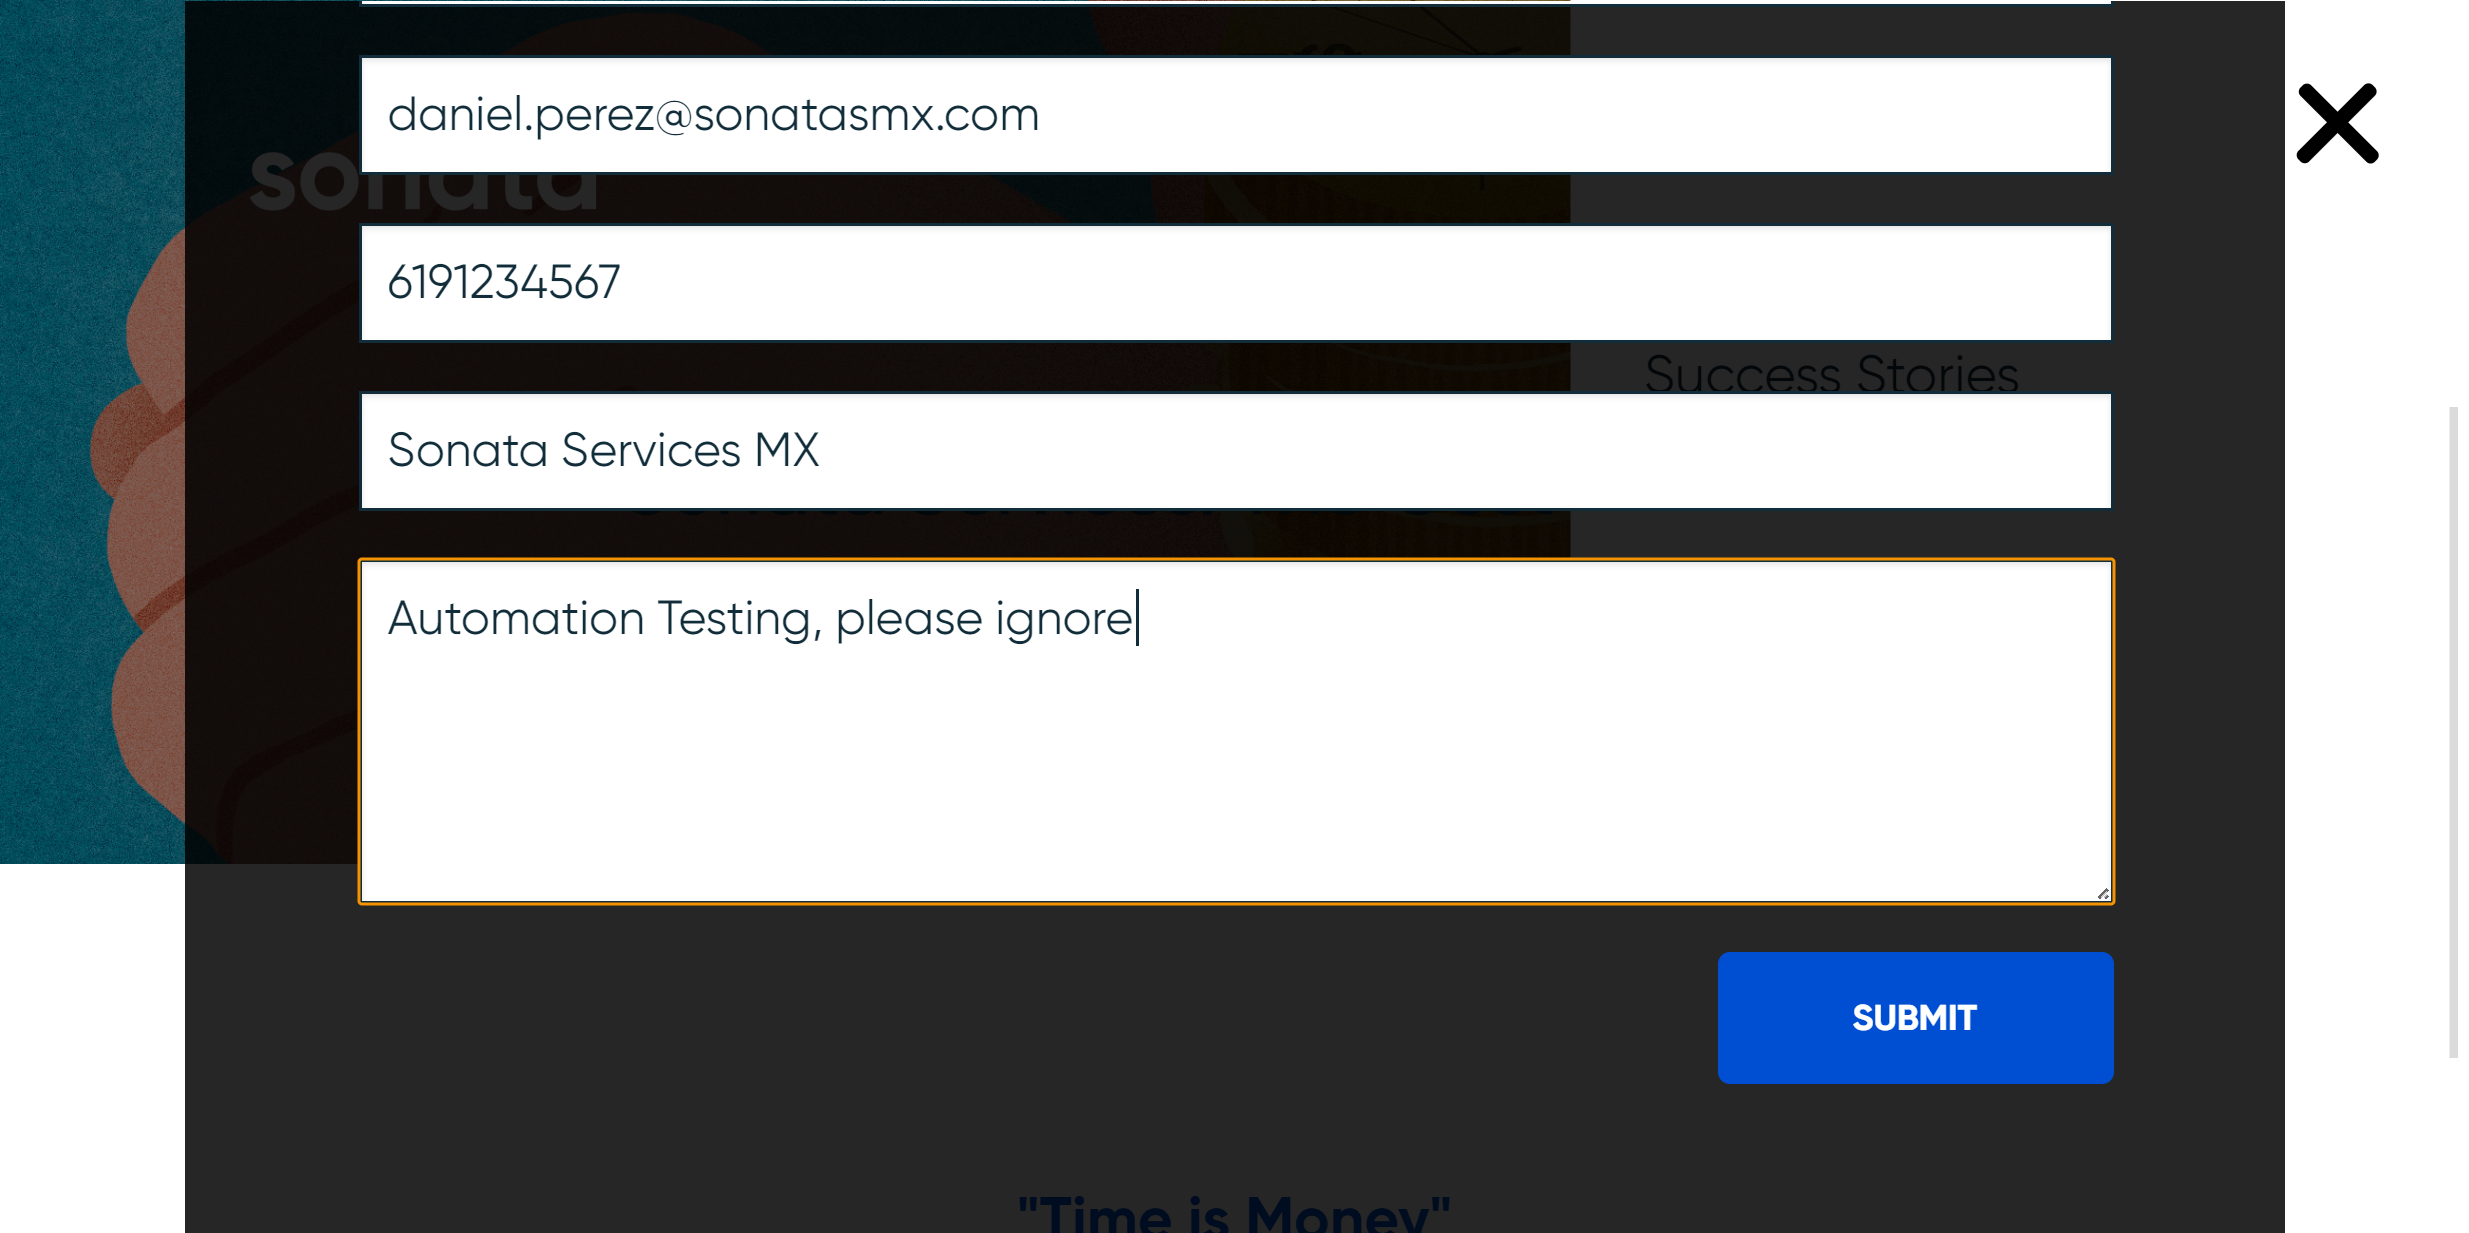 daniel.perez@sonatasmx.com
sonata
6191234567
Success Stories
Sonata Services MX
Automation Testing, please ignore
SUBMIT
"Time is Money"